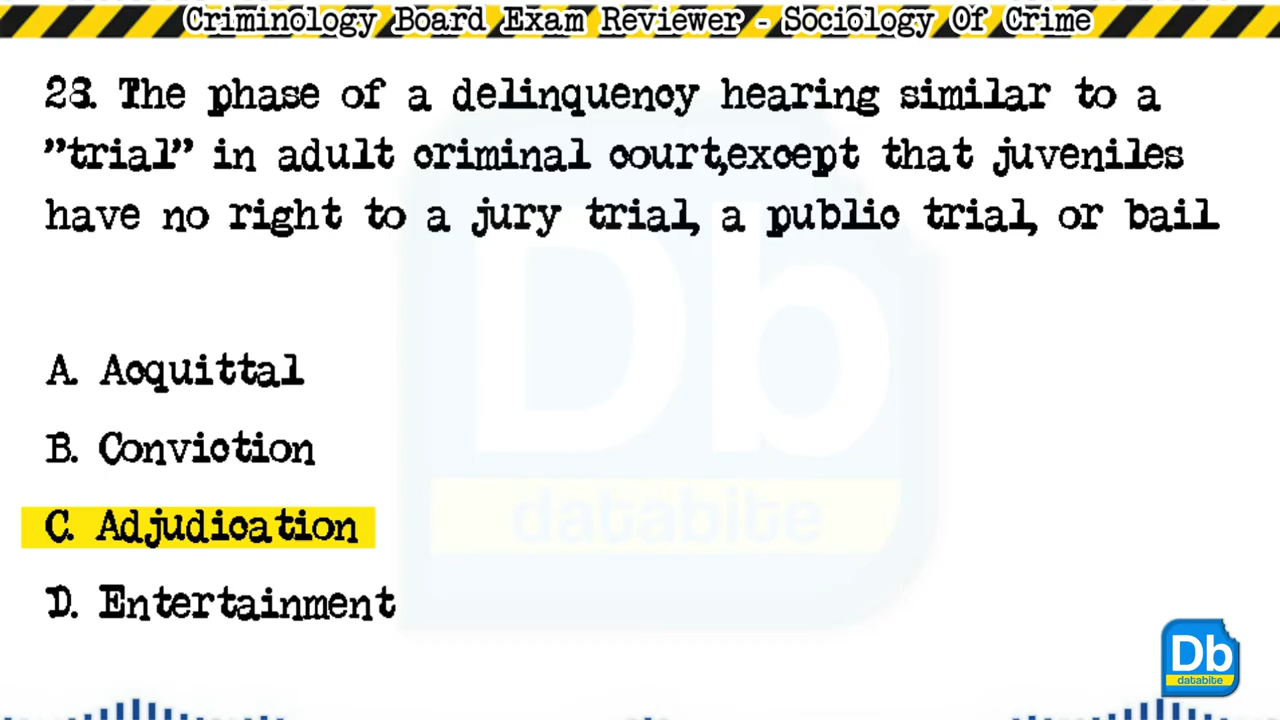 Criminology Board Exam Reviewer - Sociology Of Crime
28. The phase of a delinquency hearing similar to a
"trial" in adult criminal court,except that juveniles
have no right to a jury trial, a public trial, or bail
A. Acquittal
B. Conviction
C. Adjudication
D. Entertainment
Db
databite
Db
databite